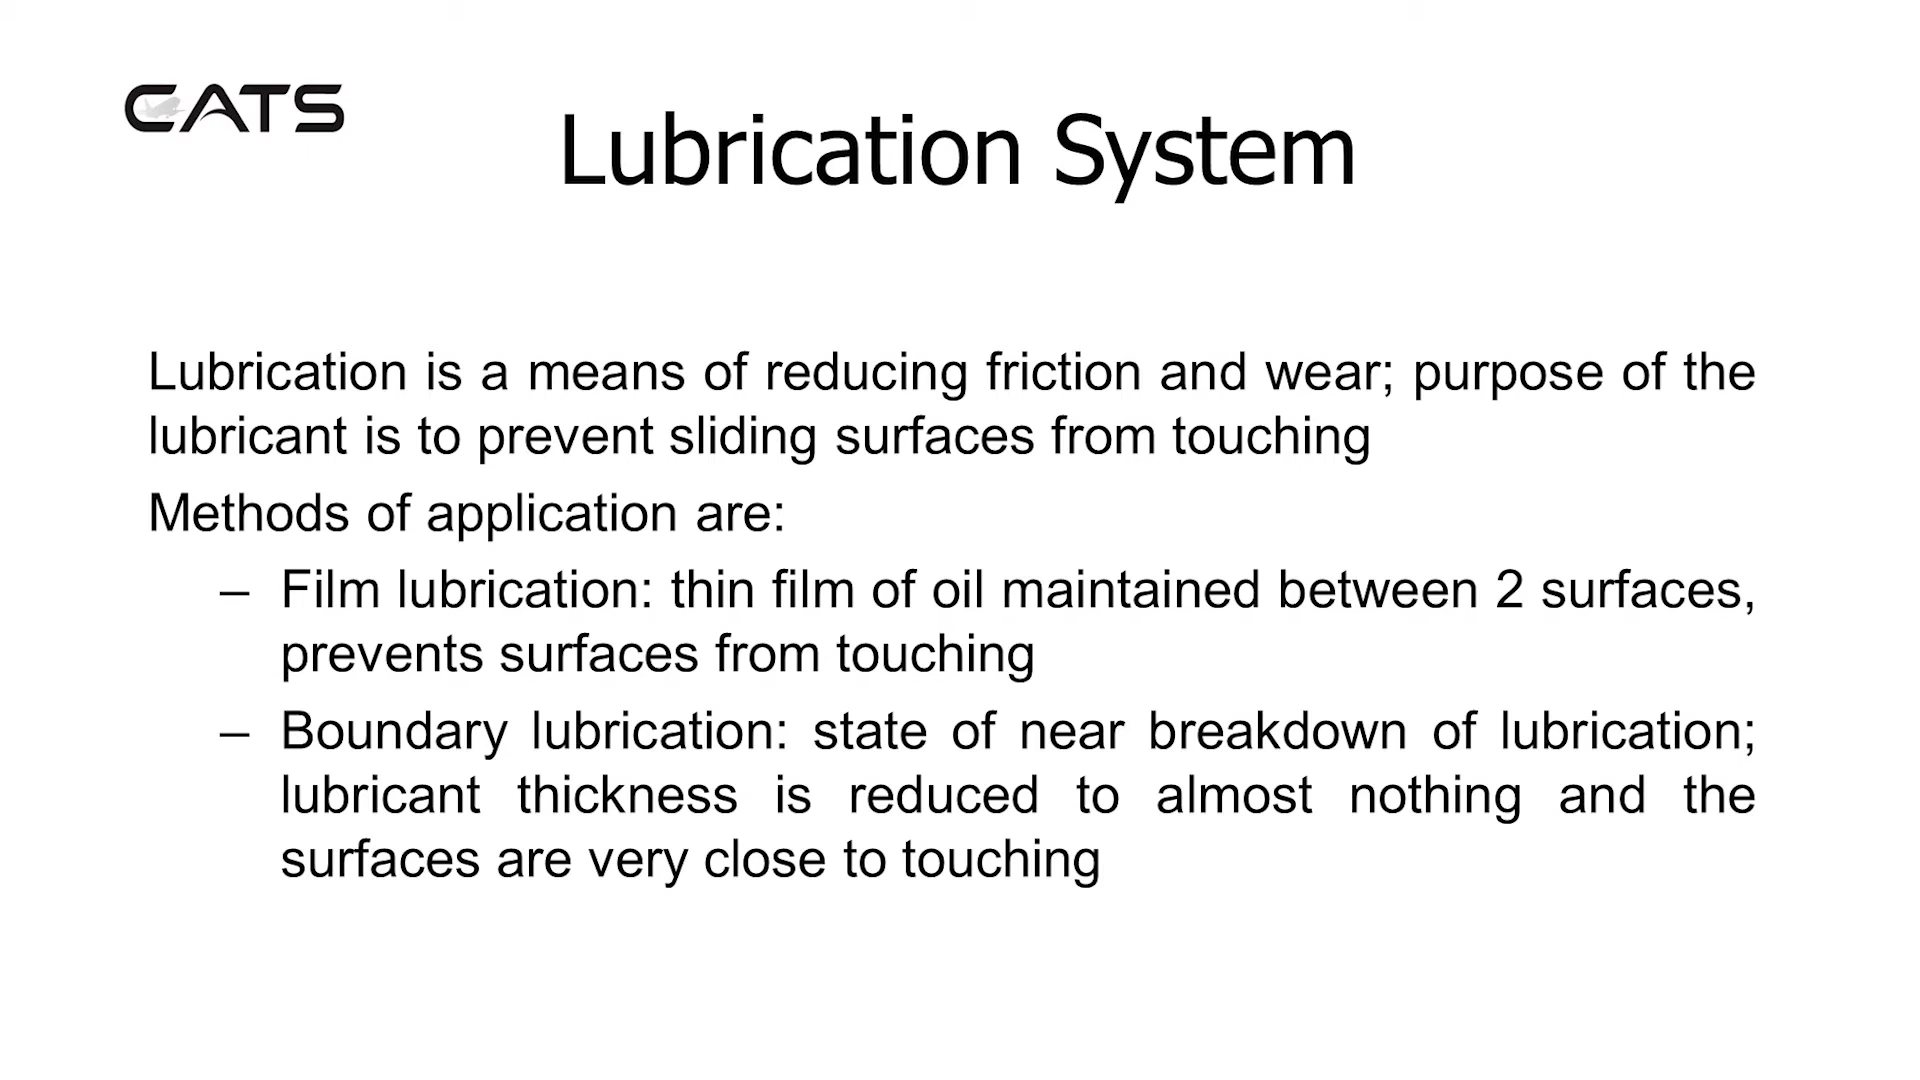 CATS
Lubrication System
Lubrication is a means of reducing friction and wear; purpose of the
lubricant is to prevent sliding surfaces from touching
Methods of application are:
– Film lubrication: thin film of oil maintained between 2 surfaces,
prevents surfaces from touching
– Boundary lubrication: state of near breakdown of lubrication;
lubricant thickness is reduced to almost nothing and the
surfaces are very close to touching